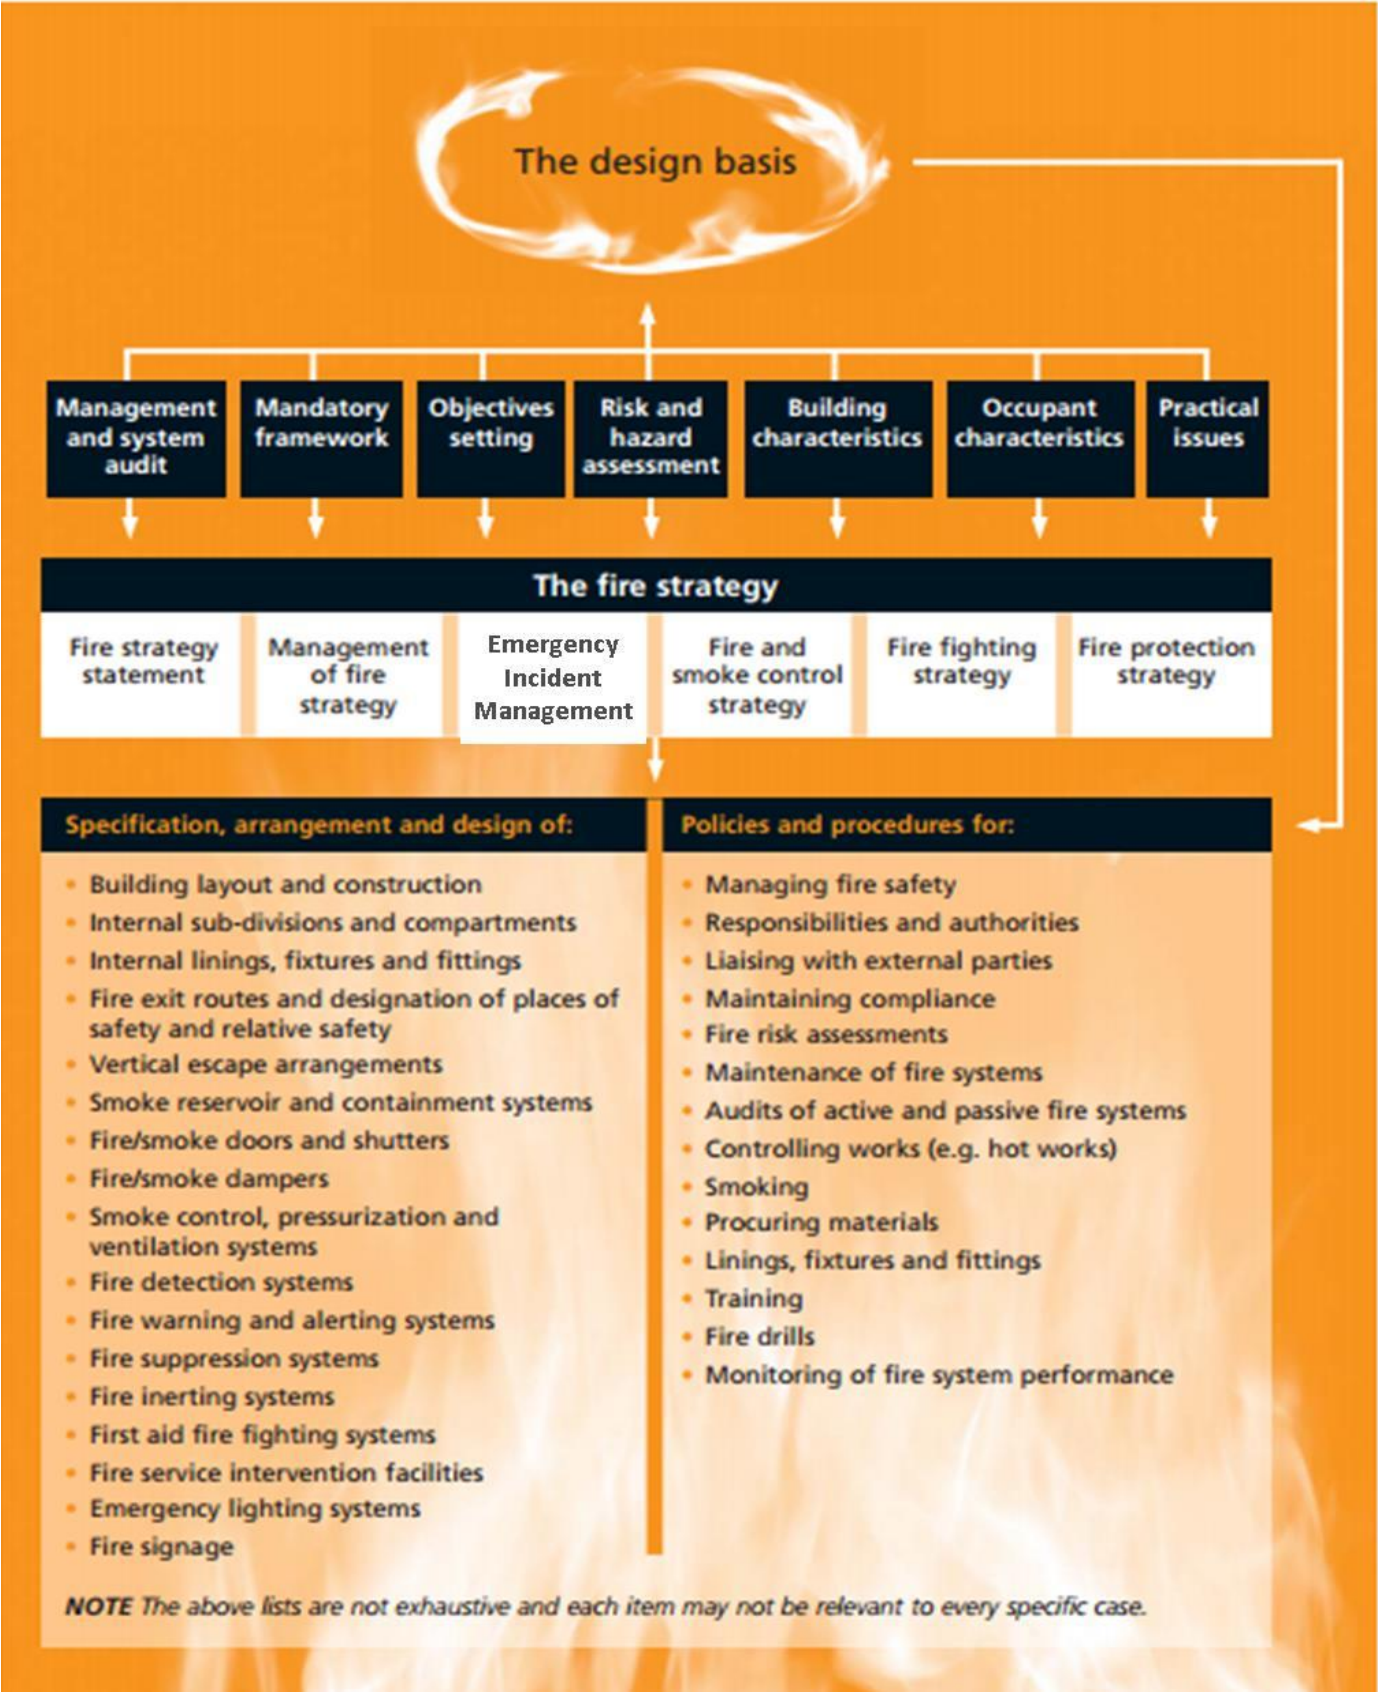 The design basis
Management
and system
audit
Mandatory
framework
Objectives
setting
Risk and
hazard
assessment
Building
characteristics
Occupant
characteristics
Practical
issues
The fire strategy
Fire strategy
statement
Management
of fire
strategy
Emergency
Incident
Management
Fire and
smoke control
strategy
Fire fighting
strategy
Fire protection
strategy
Specification, arrangement and design of:
• Building layout and construction
• Internal sub-divisions and compartments
• Internal linings, fixtures and fittings
• Fire exit routes and designation of places of
safety and relative safety
• Vertical escape arrangements
• Smoke reservoir and containment systems
• Fire/smoke doors and shutters
• Fire/smoke dampers
• Smoke control, pressurization and
ventilation systems
• Fire detection systems
• Fire warning and alerting systems
• Fire suppression systems
• Fire inerting systems
• First aid fire fighting systems
• Fire service intervention facilities
• Emergency lighting systems
• Fire signage
Policies and procedures for:
• Managing fire safety
• Responsibilities and authorities
• Liaising with external parties
• Maintaining compliance
• Fire risk assessments
• Maintenance of fire systems
• Audits of active and passive fire systems
• Controlling works (e.g. hot works)
• Smoking
• Procuring materials
• Linings, fixtures and fittings
• Training
• Fire drills
• Monitoring of fire system performance
NOTE The above lists are not exhaustive and each item may not be relevant to every specific case.